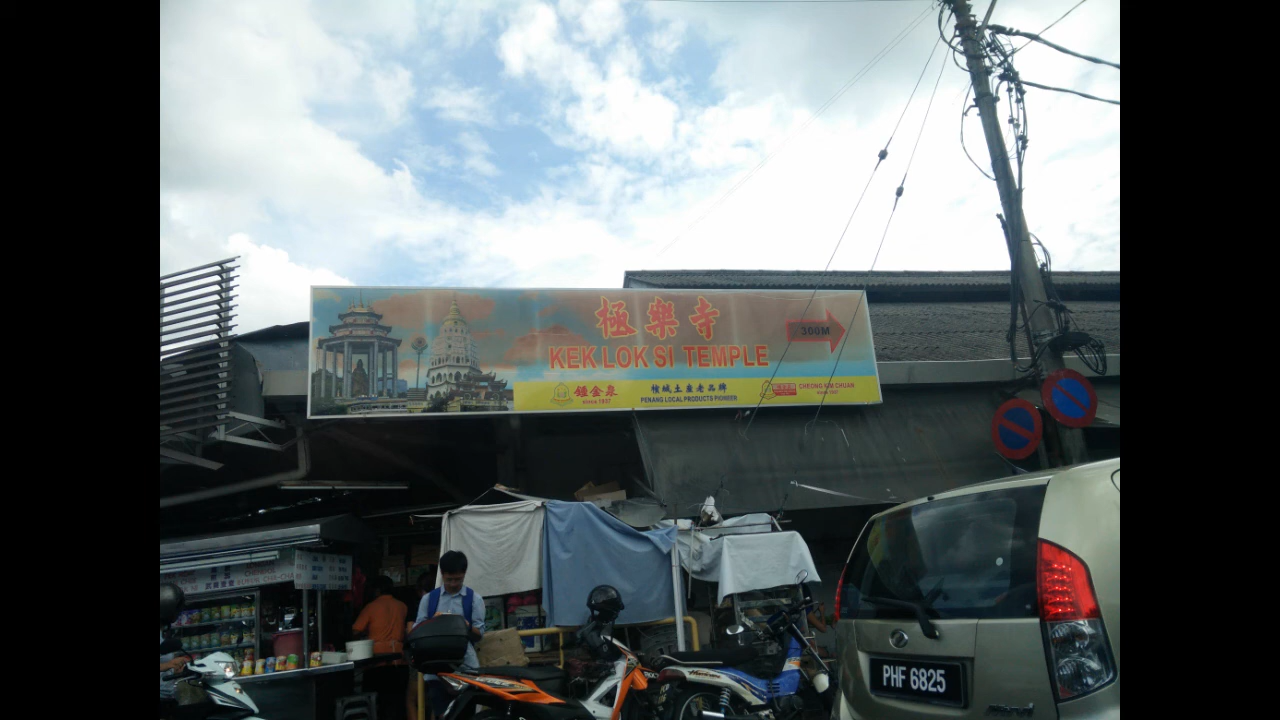 極樂寺
300M
KEK LOK SI TEMPLE
鍾金泉
since 1937
檳城土產老品牌
PENANG LOCAL PRODUCTS PIONEER
CHEONG KIM CHUAN
PHF 6825